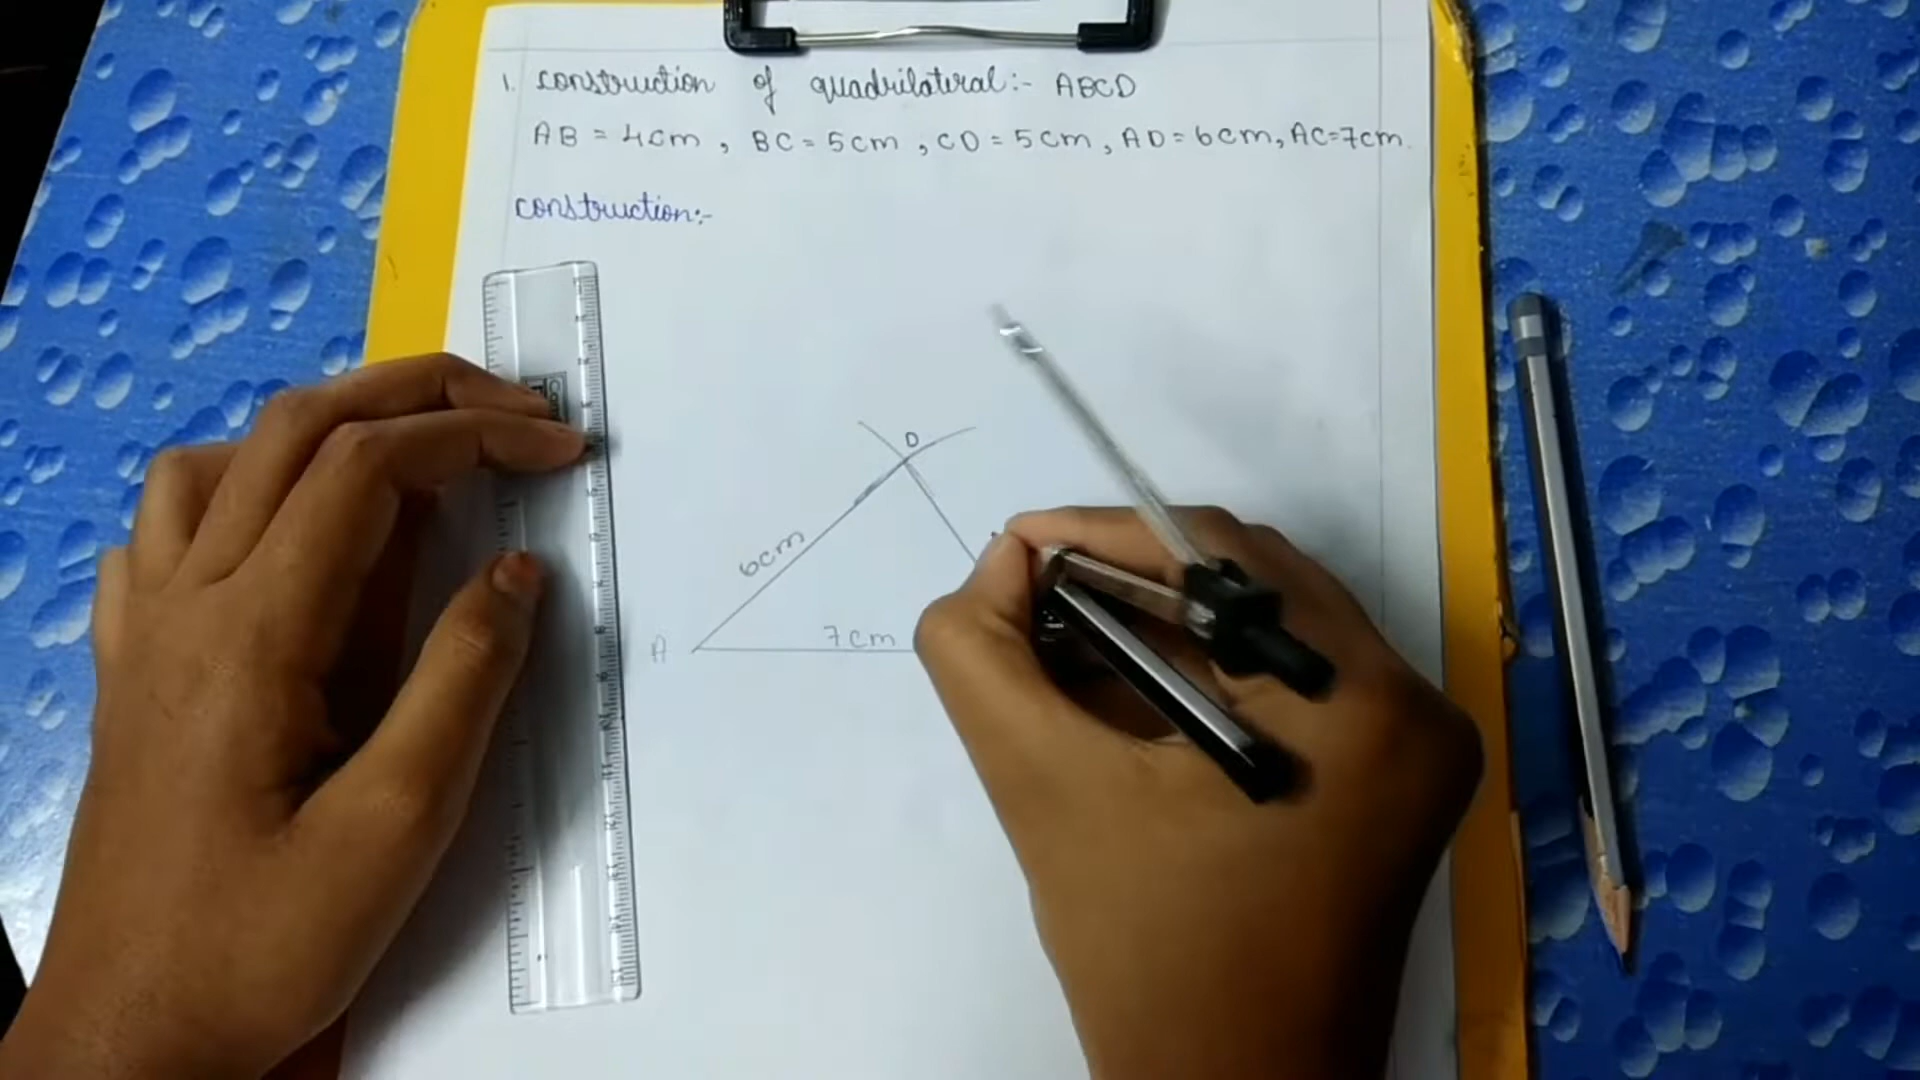 1. construction of quadrilateral:- ABCD
AB = 4cm, BC = 5cm, CD = 5cm, AD = 6cm, AC=7cm.
construction:-
D
6cm
A
7cm